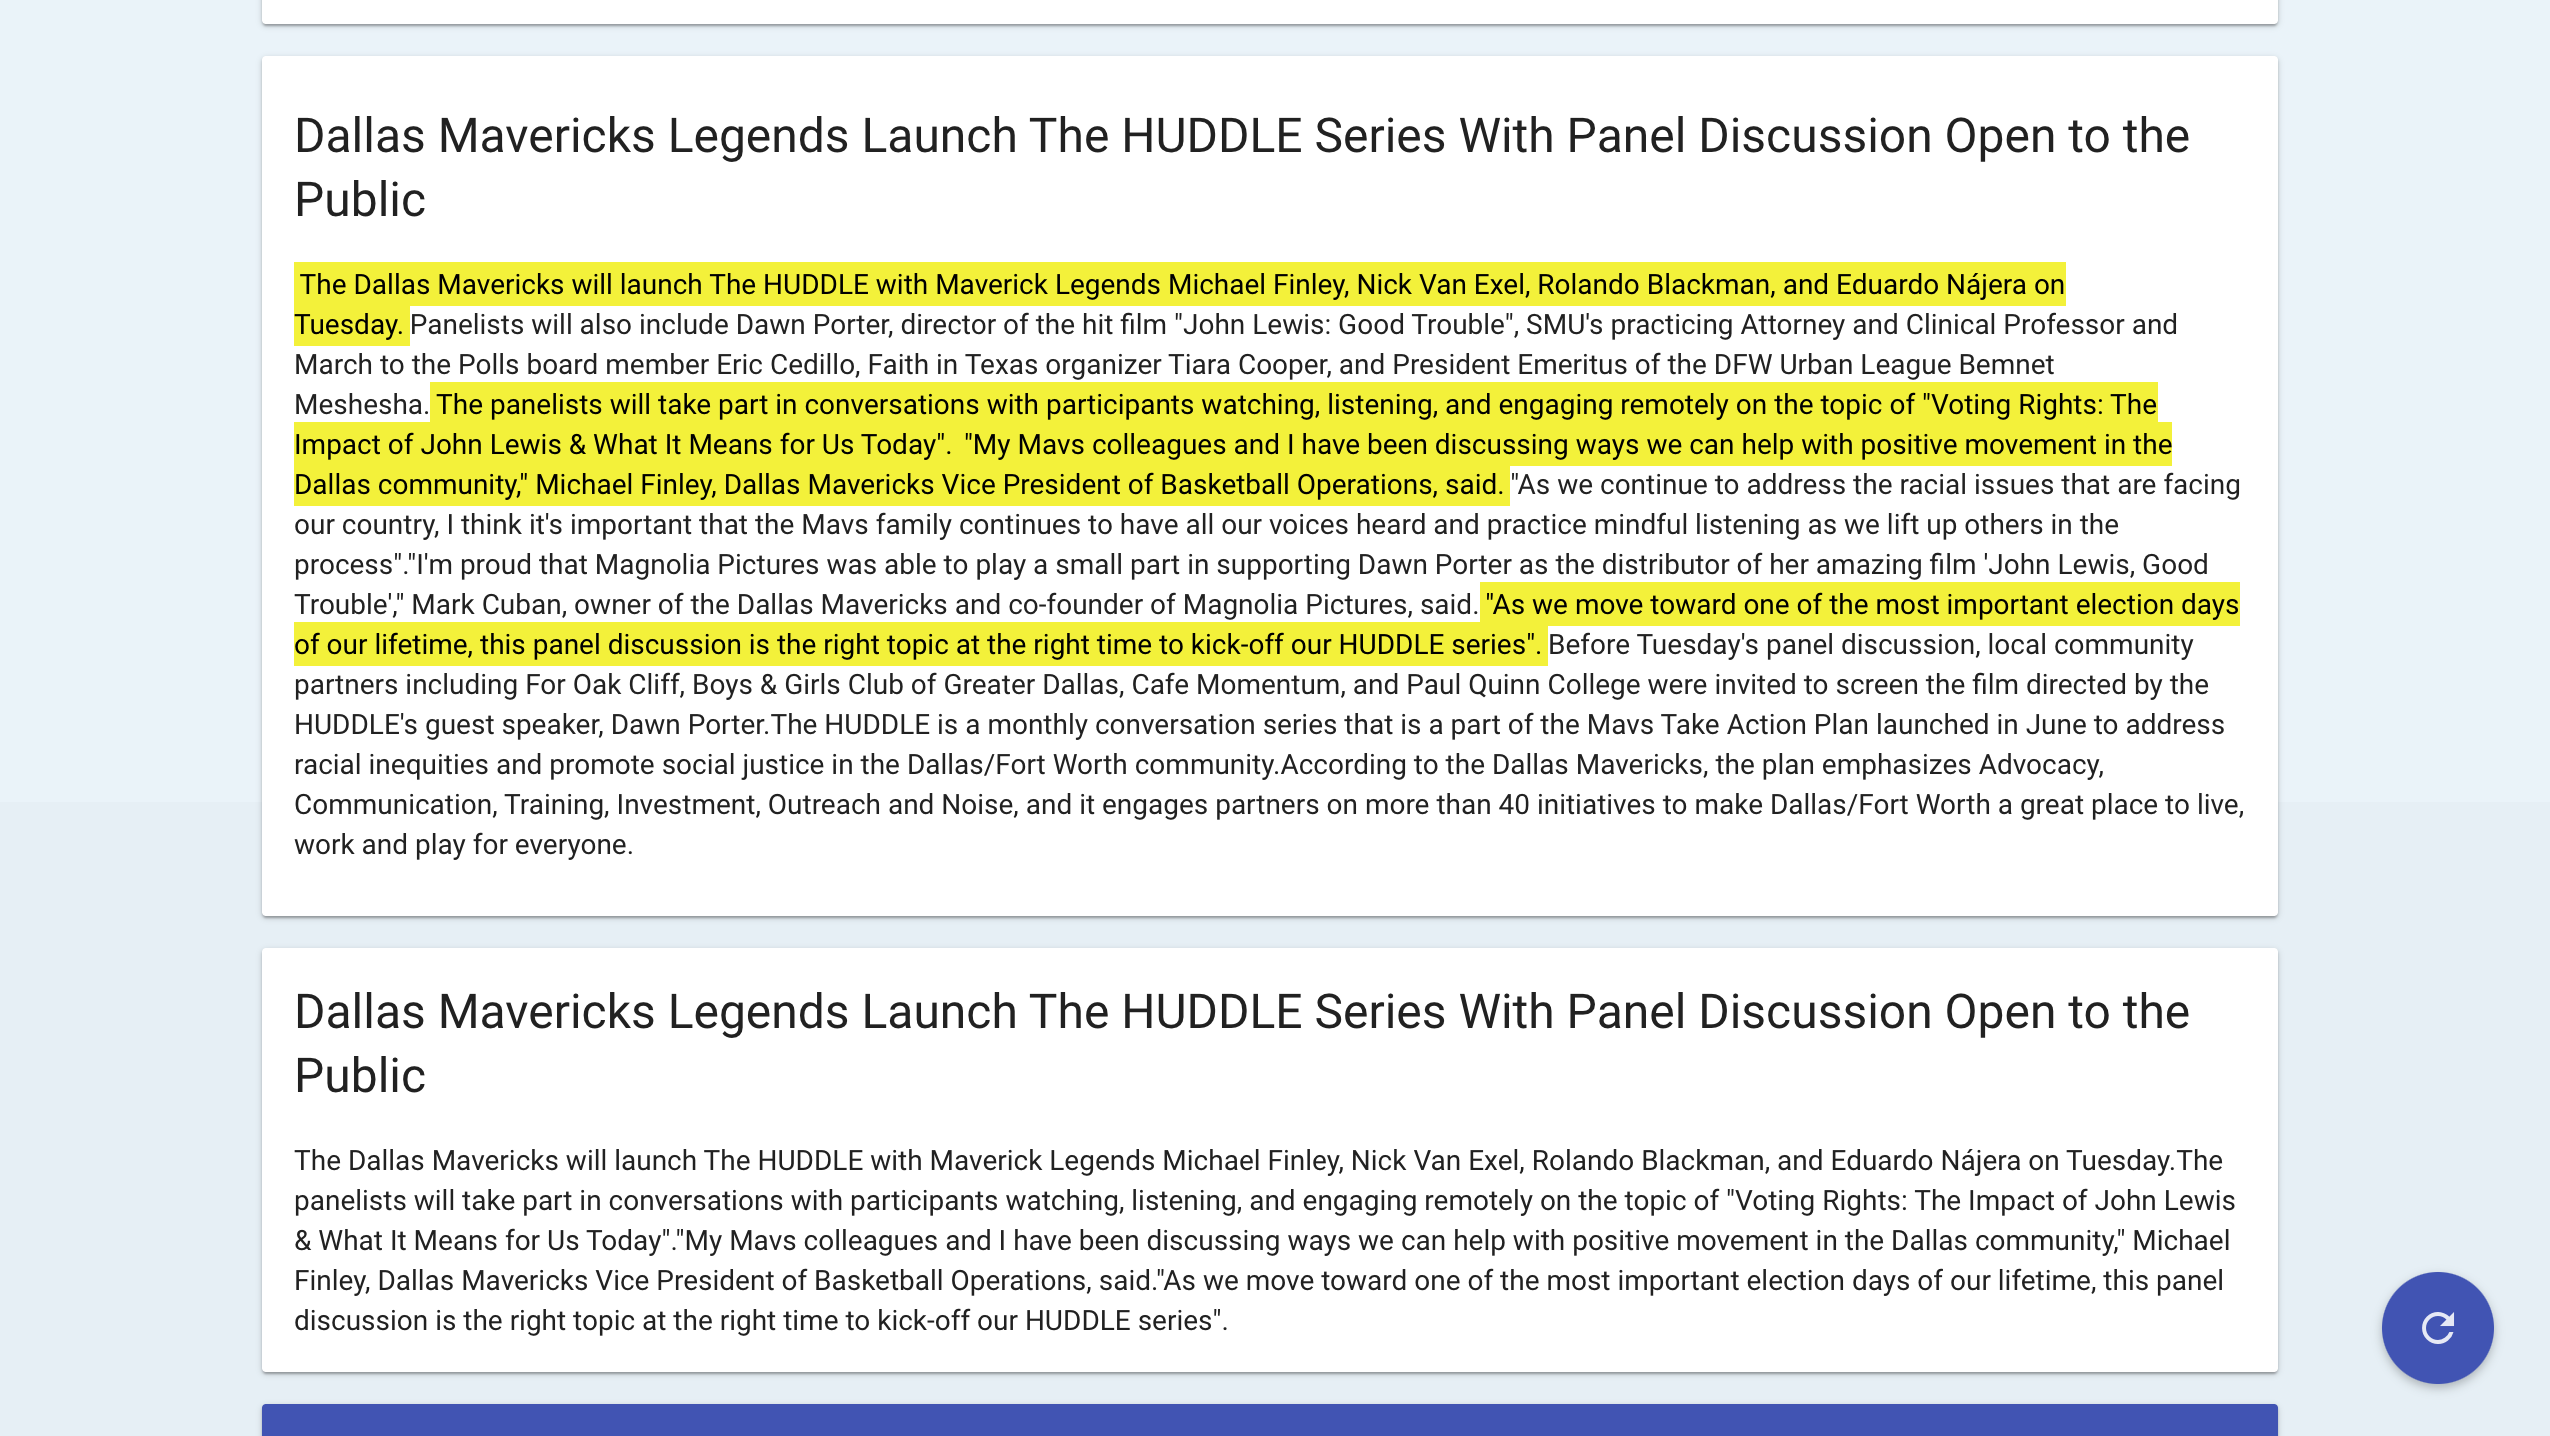 Dallas Mavericks Legends Launch The HUDDLE Series With Panel Discussion Open to the
Public
The Dallas Mavericks will launch The HUDDLE with Maverick Legends Michael Finley, Nick Van Exel, Rolando Blackman, and Eduardo Nájera on
Tuesday. Panelists will also include Dawn Porter, director of the hit film "John Lewis: Good Trouble", SMU's practicing Attorney and Clinical Professor and
March to the Polls board member Eric Cedillo, Faith in Texas organizer Tiara Cooper, and President Emeritus of the DFW Urban League Bemnet
Meshesha. The panelists will take part in conversations with participants watching, listening, and engaging remotely on the topic of "Voting Rights: The
Impact of John Lewis & What It Means for Us Today".  "My Mavs colleagues and I have been discussing ways we can help with positive movement in the
Dallas community," Michael Finley, Dallas Mavericks Vice President of Basketball Operations, said. "As we continue to address the racial issues that are facing
our country, I think it's important that the Mavs family continues to have all our voices heard and practice mindful listening as we lift up others in the
process"."I'm proud that Magnolia Pictures was able to play a small part in supporting Dawn Porter as the distributor of her amazing film 'John Lewis, Good
Trouble'," Mark Cuban, owner of the Dallas Mavericks and co-founder of Magnolia Pictures, said. "As we move toward one of the most important election days
of our lifetime, this panel discussion is the right topic at the right time to kick-off our HUDDLE series". Before Tuesday's panel discussion, local community
partners including For Oak Cliff, Boys & Girls Club of Greater Dallas, Cafe Momentum, and Paul Quinn College were invited to screen the film directed by the
HUDDLE's guest speaker, Dawn Porter.The HUDDLE is a monthly conversation series that is a part of the Mavs Take Action Plan launched in June to address
racial inequities and promote social justice in the Dallas/Fort Worth community.According to the Dallas Mavericks, the plan emphasizes Advocacy,
Communication, Training, Investment, Outreach and Noise, and it engages partners on more than 40 initiatives to make Dallas/Fort Worth a great place to live,
work and play for everyone.
Dallas Mavericks Legends Launch The HUDDLE Series With Panel Discussion Open to the
Public
The Dallas Mavericks will launch The HUDDLE with Maverick Legends Michael Finley, Nick Van Exel, Rolando Blackman, and Eduardo Nájera on Tuesday.The
panelists will take part in conversations with participants watching, listening, and engaging remotely on the topic of "Voting Rights: The Impact of John Lewis
& What It Means for Us Today"."My Mavs colleagues and I have been discussing ways we can help with positive movement in the Dallas community," Michael
Finley, Dallas Mavericks Vice President of Basketball Operations, said."As we move toward one of the most important election days of our lifetime, this panel
discussion is the right topic at the right time to kick-off our HUDDLE series".